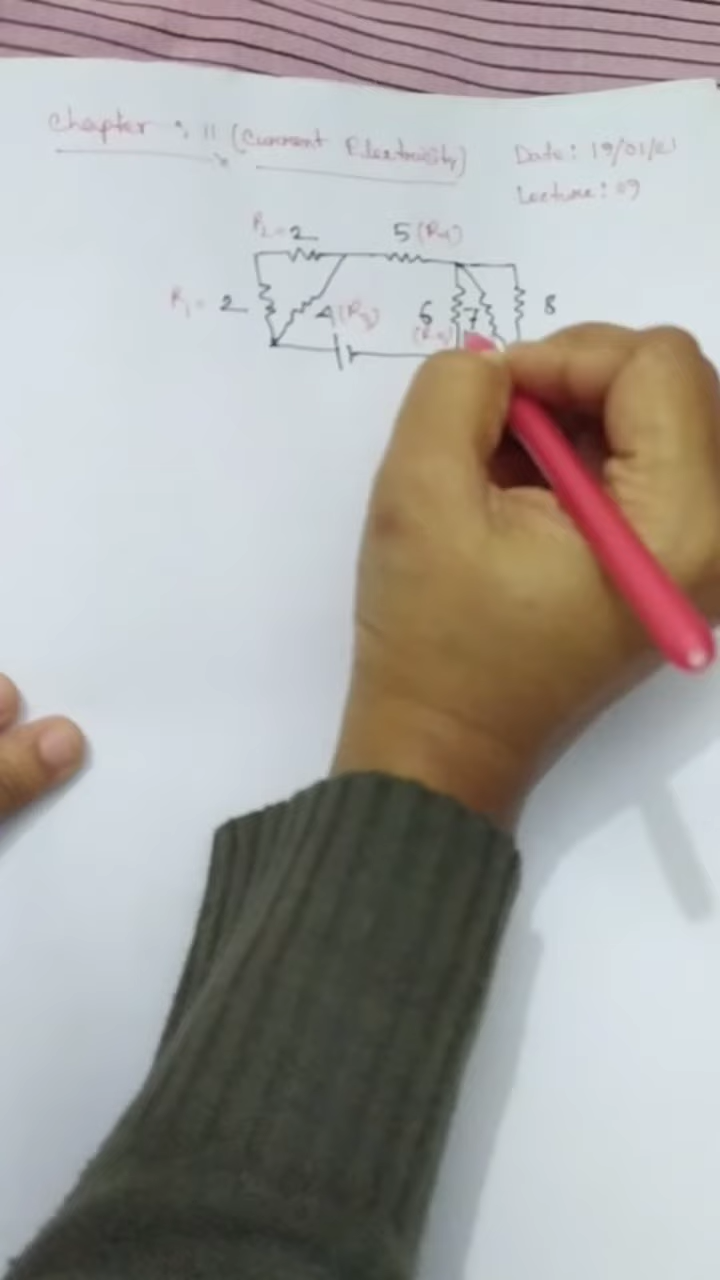 Chapter : 11 (Current Electricity)
Date: 19/01/21
Lecture: 09
R₂ = 2 5 (R₄)
R₁ = 2 4 (R₃) 6 7 8